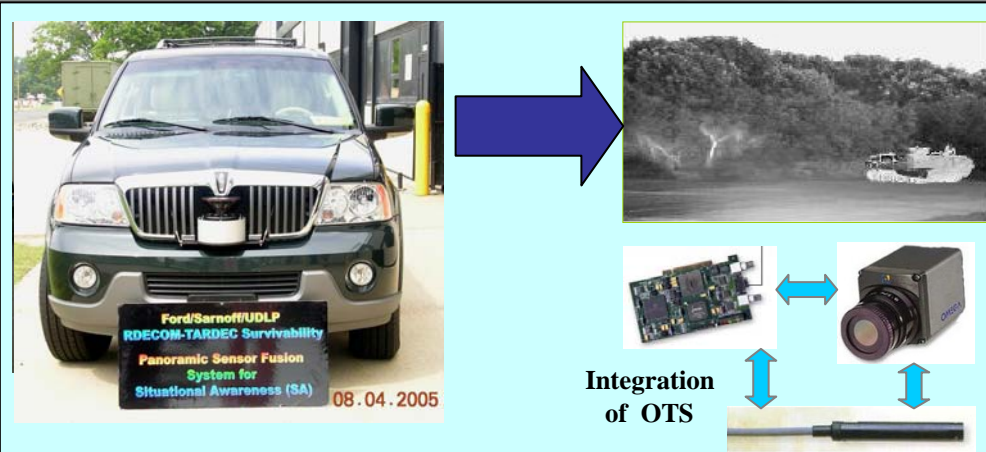 Ford/Sarnoff/UDLP
RDECOM-TARDEC Survivability
Panoramic Sensor Fusion
System for
Situational Awareness (SA)
08.04.2005
Integration
of OTS
OMEGA